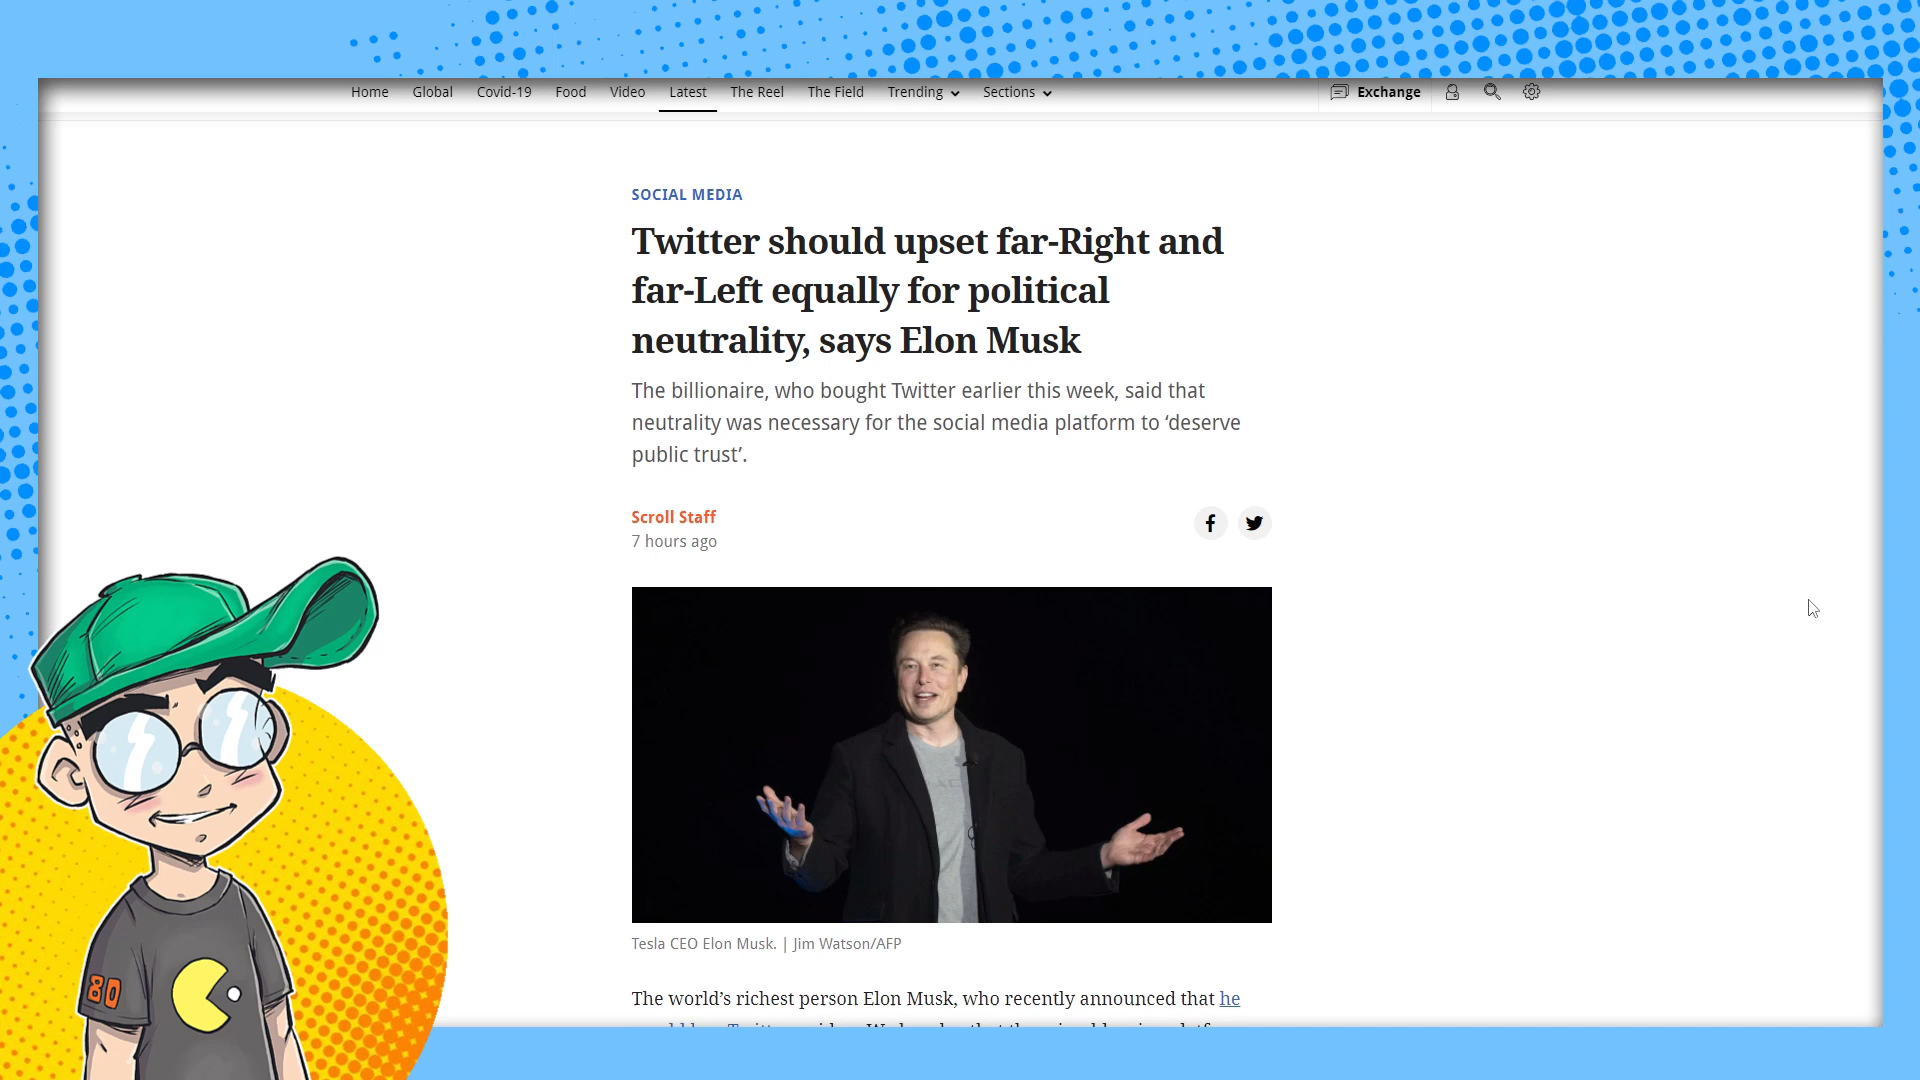 Home Global Covid-19 Food Video Latest The Reel The Field Trending Sections Exchange
SOCIAL MEDIA
Twitter should upset far-Right and
far-Left equally for political
neutrality, says Elon Musk
The billionaire, who bought Twitter earlier this week, said that
neutrality was necessary for the social media platform to ‘deserve
public trust’.
Scroll Staff
7 hours ago
Tesla CEO Elon Musk. | Jim Watson/AFP
The world’s richest person Elon Musk, who recently announced that he
80